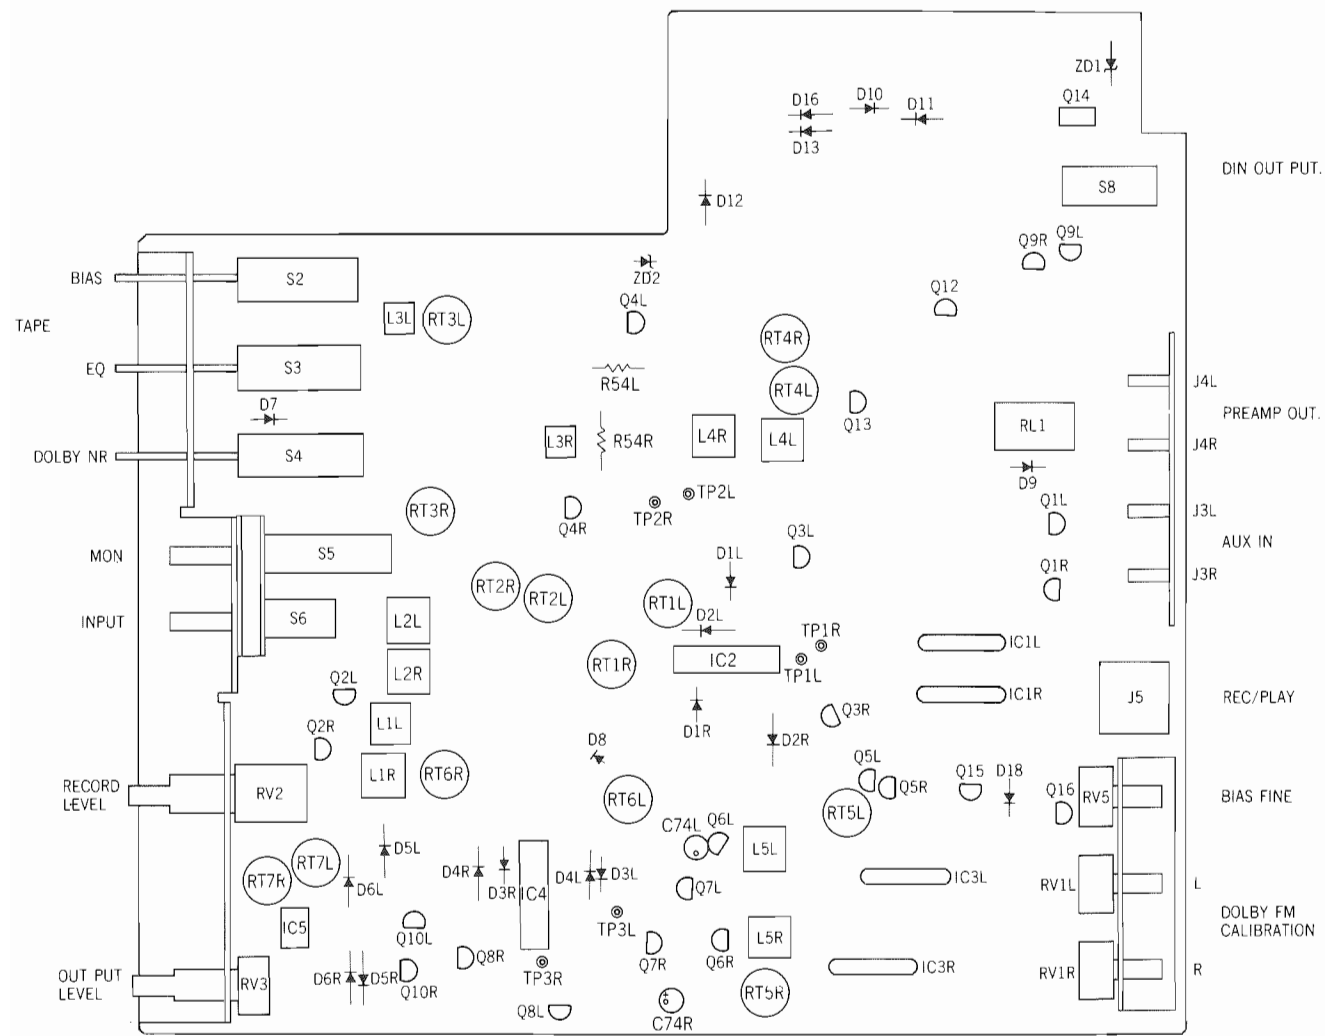 ZD1
D16
D10
D11
Q14
D13
DIN OUT PUT.
S8
D12
Q9R
Q9L
BIAS
S2
ZD2
Q12
Q4L
L3L
RT3L
TAPE
RT4R
EQ
S3
R54L
RT4L
J4L
D7
Q13
RL1
PREAMP OUT.
L3R
R54R
L4R
L4L
J4R
DOLBY NR
S4
D9
TP2L
Q1L
RT3R
TP2R
J3L
Q4R
Q3L
AUX IN
MON
S5
D1L
Q1R
J3R
RT2R
RT2L
RT1L
INPUT
S6
L2L
D2L
TP1R
IC1L
RT1R
IC2
L2R
TP1L
Q2L
IC1R
J5
REC/PLAY
L1L
Q3R
Q2R
D1R
D8
D2R
Q5L
L1R
RT6R
Q15
D18
RECORD
LEVEL
RV2
Q5R
Q16
RV5
BIAS FINE
RT6L
RT5L
C74L
Q6L
D5L
L5L
RT7L
D4R
D3R
D4L
D3L
IC3L
RT7R
D6L
IC4
Q7L
RV1L
L
TP3L
DOLBY FM
CALIBRATION
IC5
Q10L
Q8R
L5R
Q7R
Q6R
IC3R
RV1R
R
OUT PUT
LEVEL
RV3
D6R
D5R
Q10R
TP3R
RT5R
Q8L
C74R